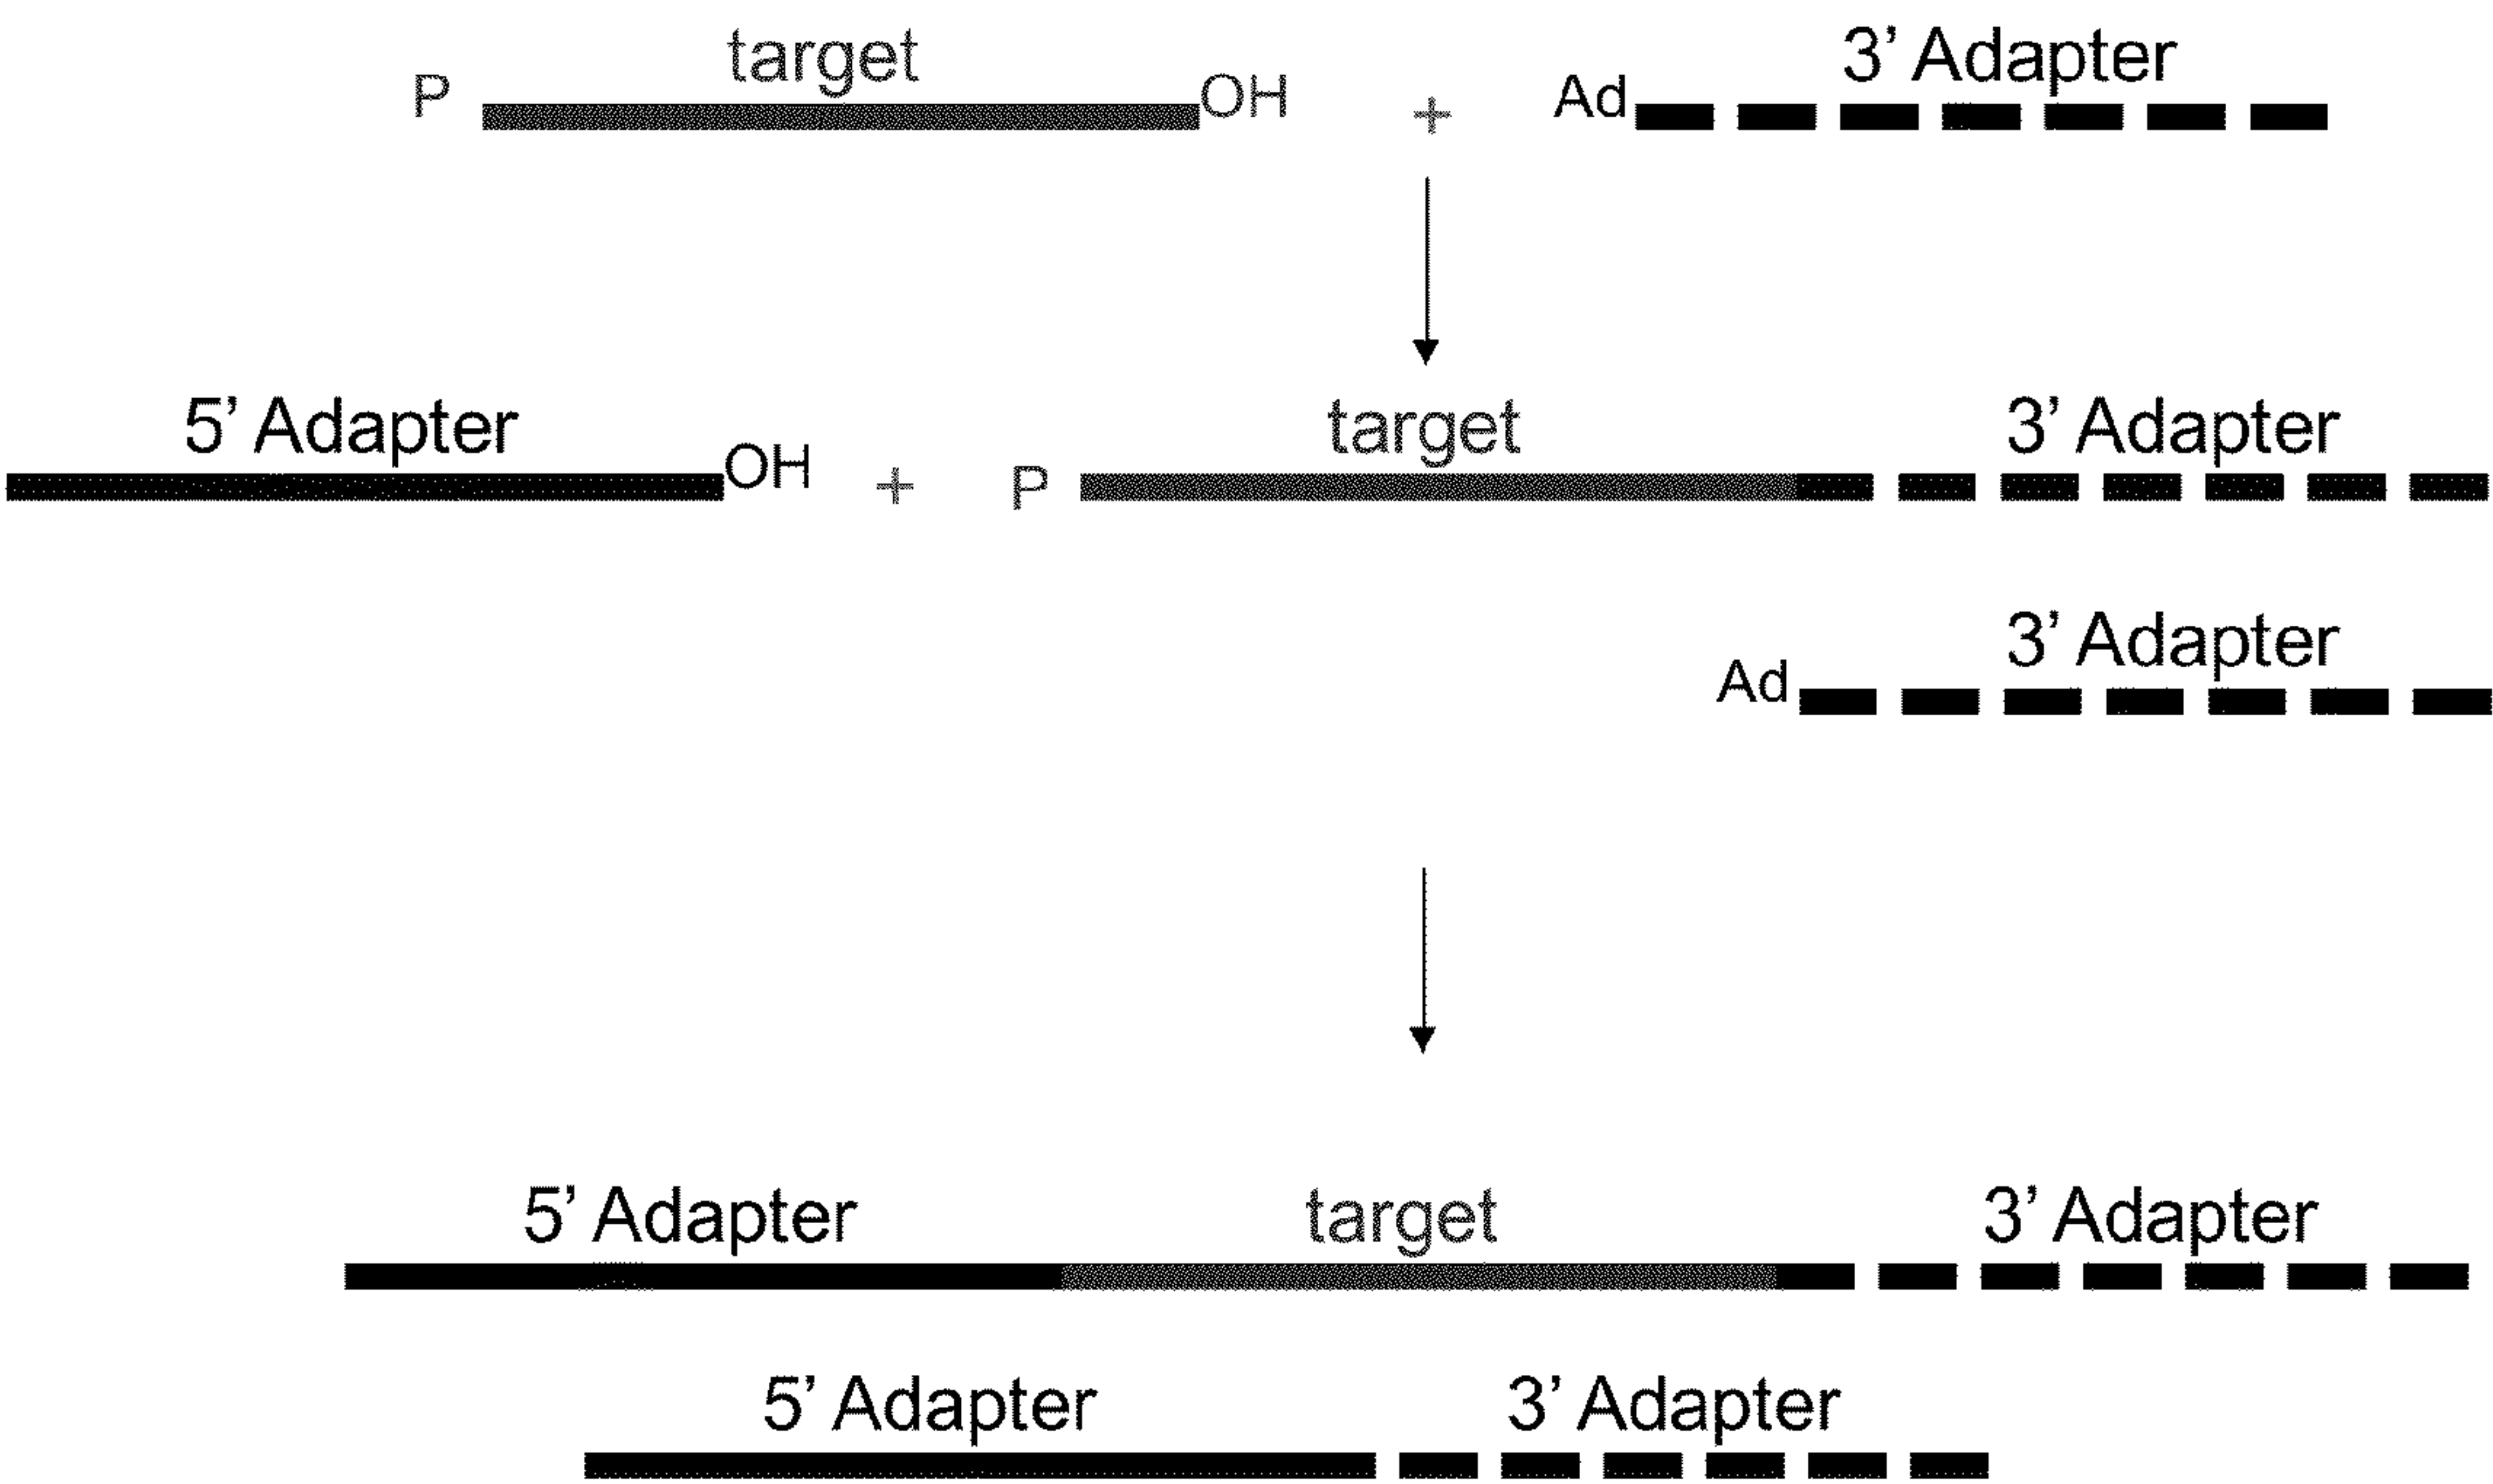 target
P OH + Ad 3’ Adapter
5’ Adapter OH + P target 3’ Adapter
Ad 3’ Adapter
5’ Adapter target 3’ Adapter
5’ Adapter 3’ Adapter